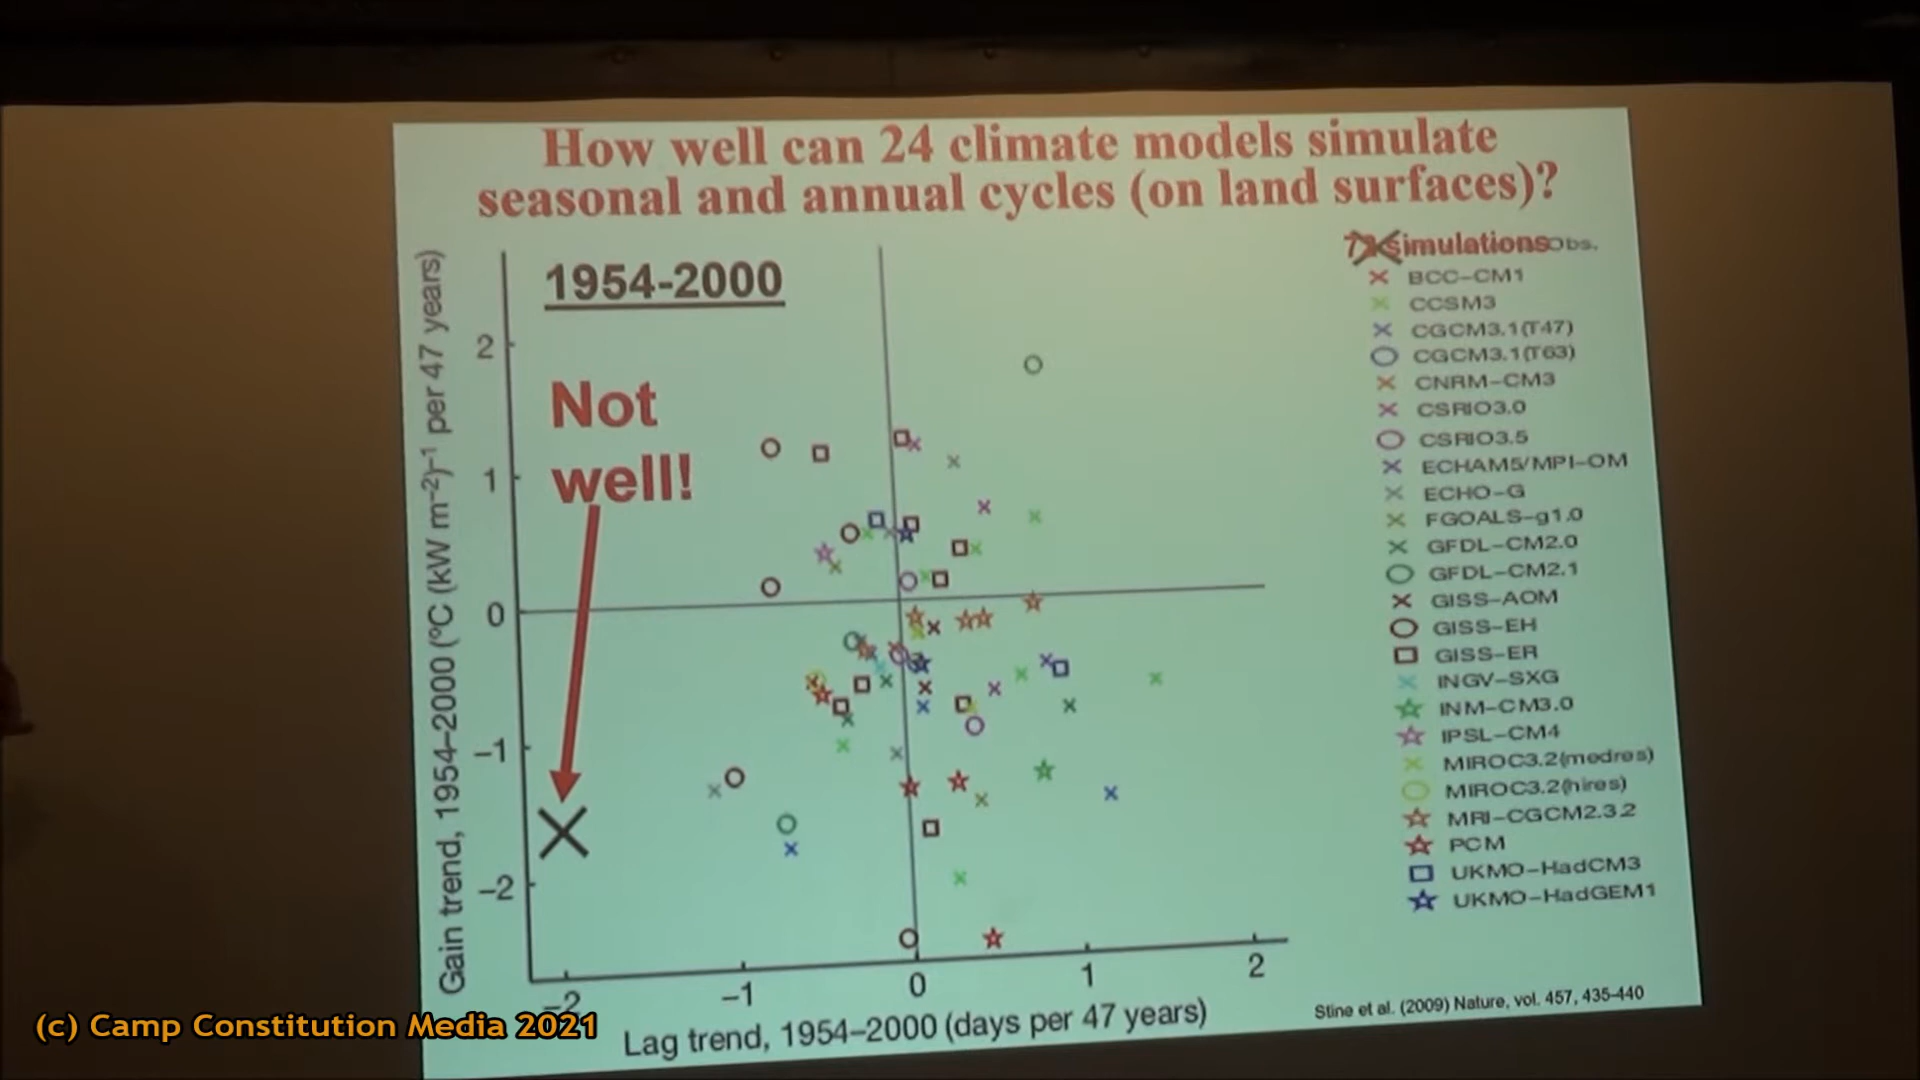 How well can 24 climate models simulate
seasonal and annual cycles (on land surfaces)?
1954-2000
Not
well!
Gain trend, 1954–2000 (°C (kW m⁻²)⁻¹ per 47 years)
2
1
0
−1
−2
−2
−1
0
1
2
Lag trend, 1954–2000 (days per 47 years)
simulations Obs.
BCC−CM1
CCSM3
CGCM3.1(T47)
CGCM3.1(T63)
CNRM−CM3
CSRIO3.0
CSRIO3.5
ECHAM5/MPI−OM
ECHO−G
FGOALS−g1.0
GFDL−CM2.0
GFDL−CM2.1
GISS−AOM
GISS−EH
GISS−ER
INGV−SXG
INM−CM3.0
IPSL−CM4
MIROC3.2(medres)
MIROC3.2(hires)
MRI−CGCM2.3.2
PCM
UKMO−HadCM3
UKMO−HadGEM1
Stine et al. (2009) Nature, vol. 457, 435-440
(c) Camp Constitution Media 2021